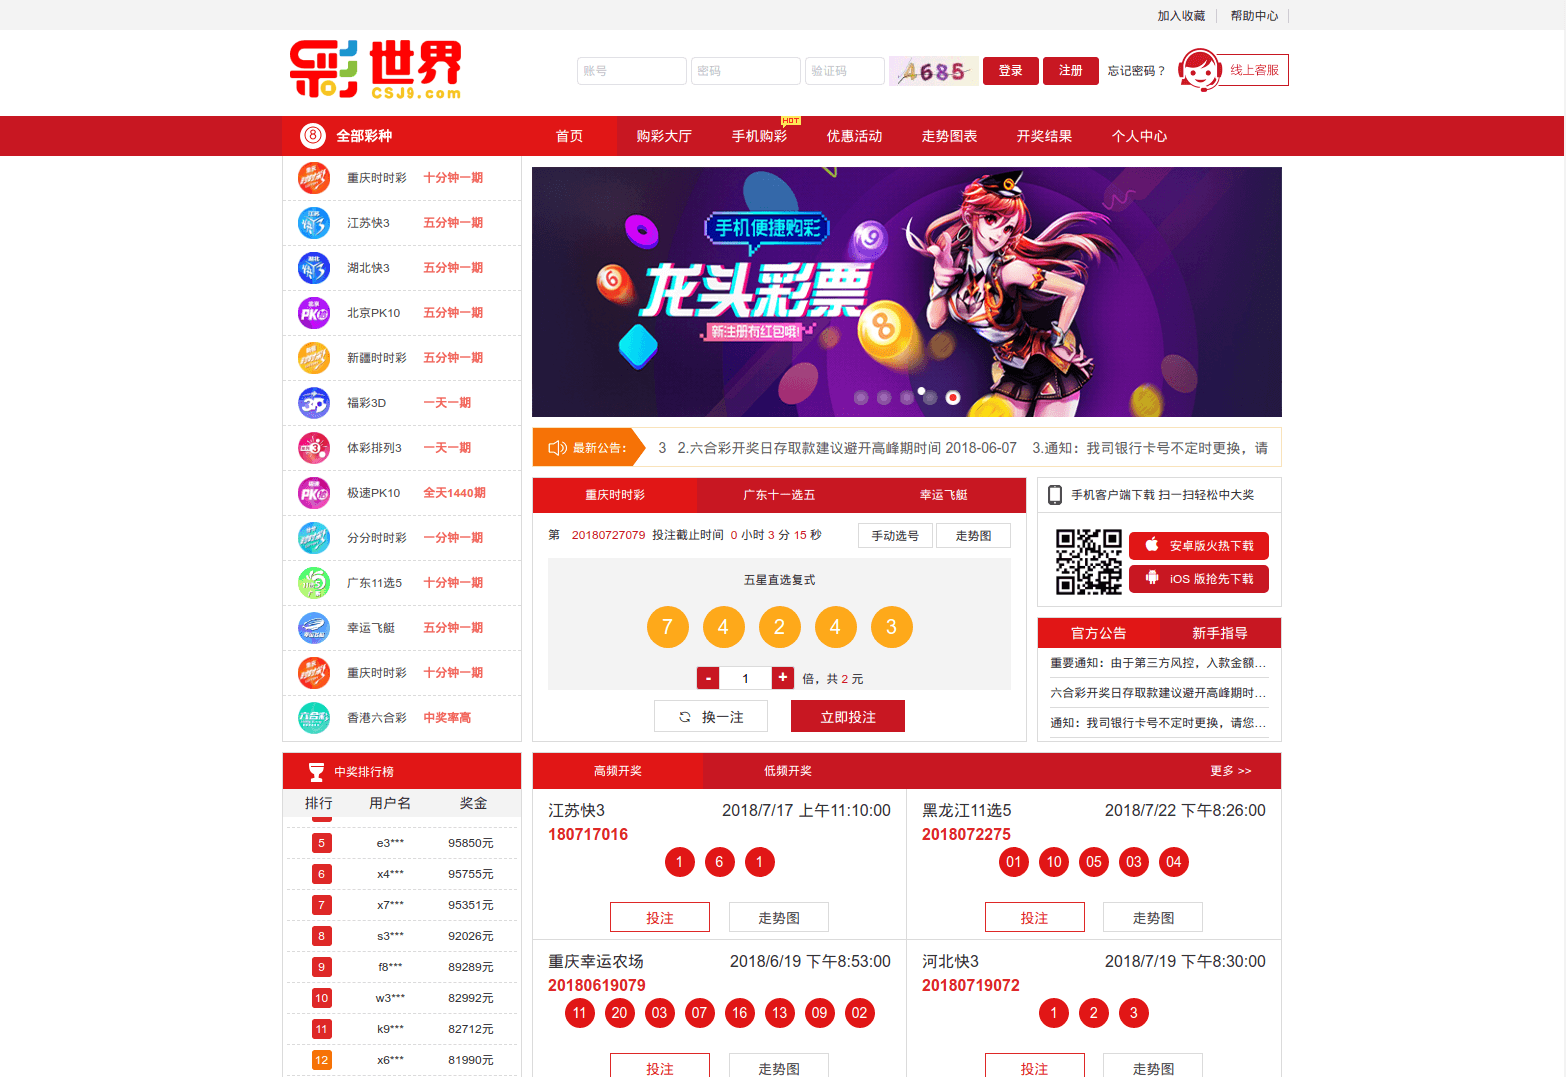 加入收藏 帮助中心
彩世界
CSJ9.com
账号 密码 验证码 4685 登录 注册 忘记密码？ 线上客服
⑧ 全部彩种 首页 购彩大厅 手机购彩 HOT 优惠活动 走势图表 开奖结果 个人中心
重庆时时彩 十分钟一期
江苏快3 五分钟一期
湖北快3 五分钟一期
北京PK10 五分钟一期
新疆时时彩 五分钟一期
福彩3D 一天一期
体彩排列3 一天一期
极速PK10 全天1440期
分分时时彩 一分钟一期
广东11选5 十分钟一期
幸运飞艇 五分钟一期
重庆时时彩 十分钟一期
香港六合彩 中奖率高
手机便捷购彩
龙头彩票
新注册有红包哦!
6
9
8
最新公告： 3 2.六合彩开奖日存取款建议避开高峰期时间 2018-06-07 3.通知：我司银行卡号不定时更换，请
重庆时时彩 广东十一选五 幸运飞艇
第 20180727079 投注截止时间 0 小时 3 分 15 秒 手动选号 走势图
五星直选复式
7 4 2 4 3
- 1 + 倍，共 2 元
换一注 立即投注
手机客户端下载 扫一扫轻松中大奖
安卓版火热下载
iOS 版抢先下载
官方公告 新手指导
重要通知：由于第三方风控，入款金额...
六合彩开奖日存取款建议避开高峰期时...
通知：我司银行卡号不定时更换，请您...
中奖排行榜
排行 用户名 奖金
5 e3*** 95850元
6 x4*** 95755元
7 x7*** 95351元
8 s3*** 92026元
9 f8*** 89289元
10 w3*** 82992元
11 k9*** 82712元
12 x6*** 81990元
高频开奖 低频开奖 更多 >>
江苏快3 2018/7/17 上午11:10:00
180717016
1 6 1
投注 走势图
黑龙江11选5 2018/7/22 下午8:26:00
2018072275
01 10 05 03 04
投注 走势图
重庆幸运农场 2018/6/19 下午8:53:00
20180619079
11 20 03 07 16 13 09 02
投注 走势图
河北快3 2018/7/19 下午8:30:00
20180719072
1 2 3
投注 走势图